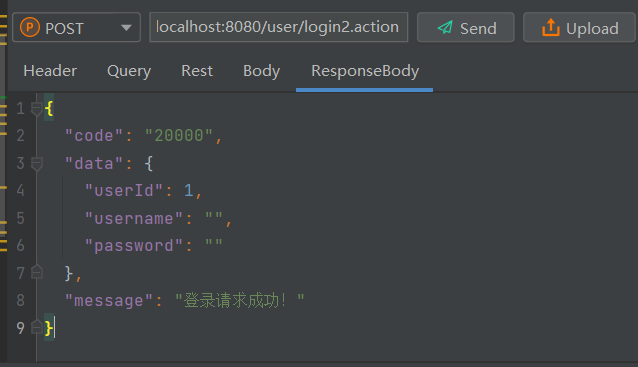 POST localhost:8080/user/login2.action Send Upload
Header Query Rest Body ResponseBody
1 {
2 "code": "20000",
3 "data": {
4 "userId": 1,
5 "username": "",
6 "password": ""
7 },
8 "message": "登录请求成功！"
9 }